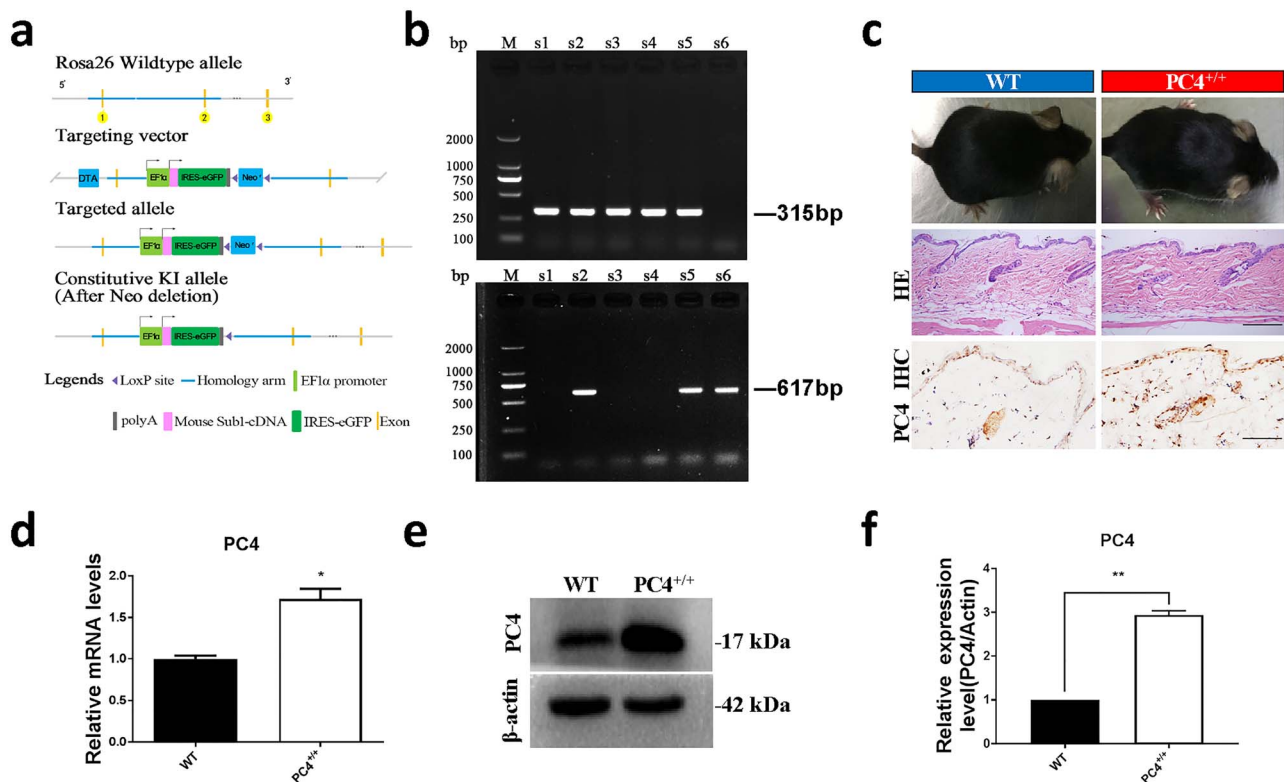 a
Rosa26 Wildtype allele
5' 3'
...
1 2 3
Targeting vector
DTA EF1α IRES-eGFP Neo
Targeted allele
EF1α IRES-eGFP Neo
...
Constitutive KI allele
(After Neo deletion)
EF1α IRES-eGFP
...
Legends LoxP site Homology arm EF1α promoter
polyA Mouse Sub1-cDNA IRES-eGFP Exon
b
bp M s1 s2 s3 s4 s5 s6
2000
1000
750
500
250
100
315bp
bp M s1 s2 s3 s4 s5 s6
2000
1000
750
500
250
100
617bp
c
WT PC4+/+
HE
PC4 IHC
d
PC4
Relative mRNA levels
2.0
1.5
1.0
0.5
0.0
*
WT PC4+/+
e
WT PC4+/+
PC4 -17 kDa
β-actin -42 kDa
f
PC4
Relative expression
level(PC4/Actin)
4
3
2
1
0
**
WT PC4+/+